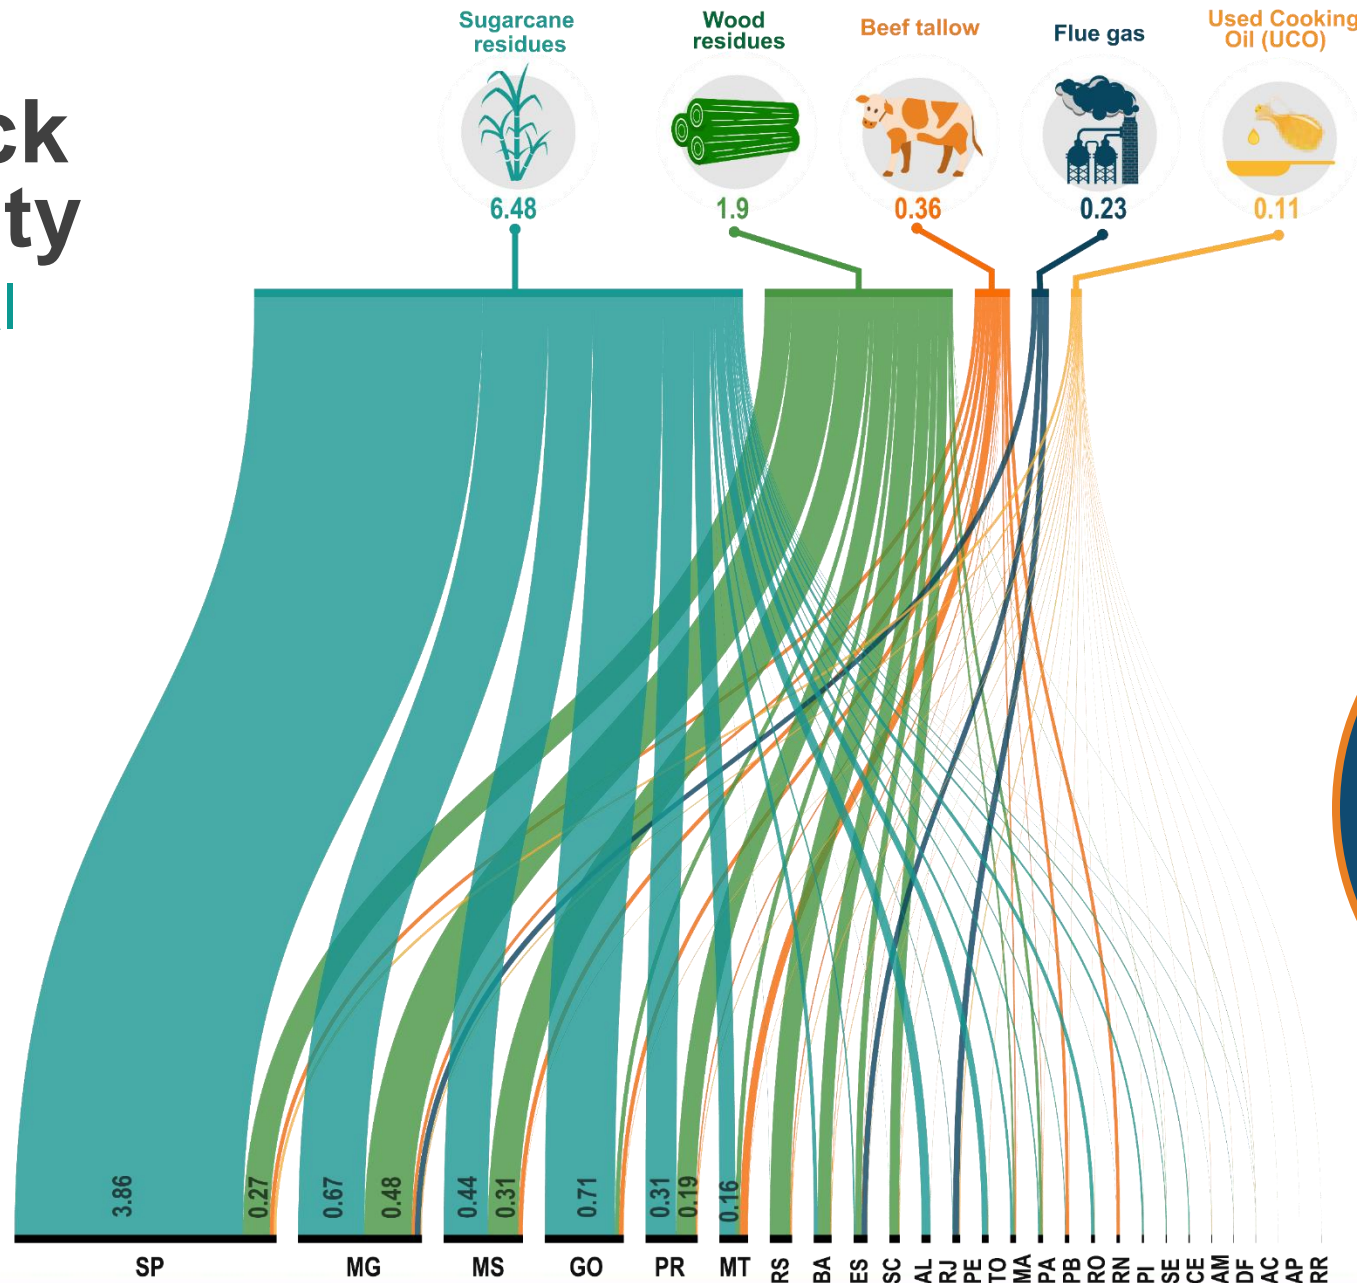 Sugarcane
residues
Wood
residues
Beef tallow
Flue gas
Used Cooking
Oil (UCO)
ck
ity
l
6.48
1.9
0.36
0.23
0.11
3.86
0.27
0.67
0.48
0.44
0.31
0.71
0.31
0.19
0.16
SP
MG
MS
GO
PR
MT
RS
BA
ES
SC
AL
RJ
PE
TO
MA
PA
PB
RO
RN
PI
SE
CE
AM
DF
AC
AP
RR